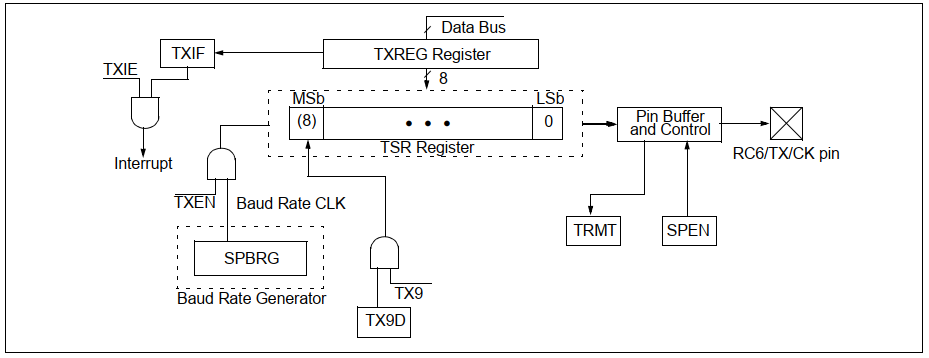 Data Bus
TXIF
TXREG Register
TXIE
8
MSb
LSb
(8)
• • •
0
Pin Buffer
and Control
TSR Register
Interrupt
RC6/TX/CK pin
TXEN
Baud Rate CLK
TRMT
SPEN
SPBRG
TX9
Baud Rate Generator
TX9D